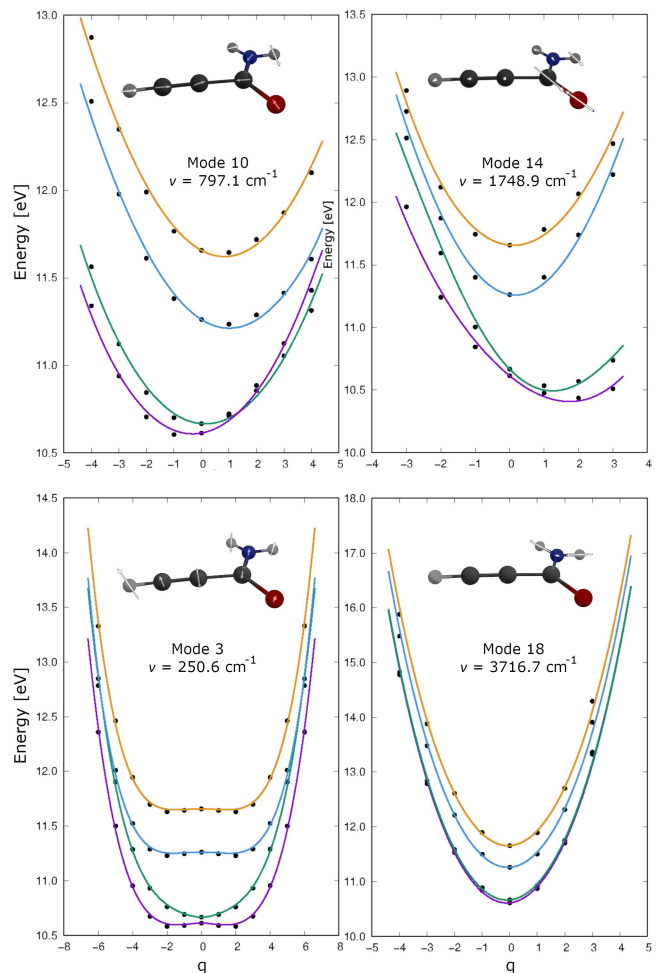 13.0
12.5
12.0
11.5
11.0
10.5
Energy [eV]
Mode 10
ν = 797.1 cm⁻¹
-5 -4 -3 -2 -1 0 1 2 3 4 5
13.5
13.0
12.5
12.0
11.5
11.0
10.5
10.0
Energy [eV]
Mode 14
ν = 1748.9 cm⁻¹
-4 -3 -2 -1 0 1 2 3 4
14.5
14.0
13.5
13.0
12.5
12.0
11.5
11.0
10.5
Energy [eV]
Mode 3
ν = 250.6 cm⁻¹
-8 -6 -4 -2 0 2 4 6 8
q
18.0
17.0
16.0
15.0
14.0
13.0
12.0
11.0
10.0
Mode 18
ν = 3716.7 cm⁻¹
-5 -4 -3 -2 -1 0 1 2 3 4 5
q